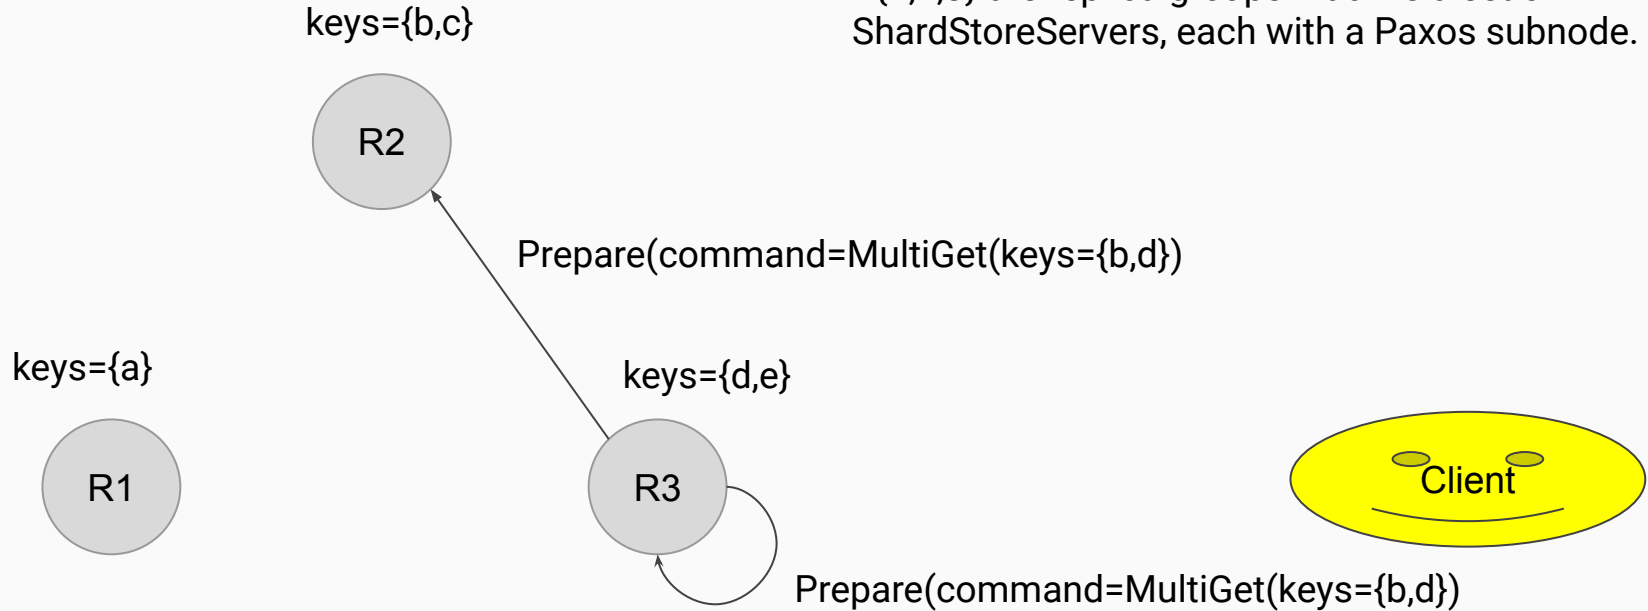 keys={b,c}
ShardStoreServers, each with a Paxos subnode.
R2
Prepare(command=MultiGet(keys={b,d})
keys={a}
keys={d,e}
R1
R3
Client
Prepare(command=MultiGet(keys={b,d})